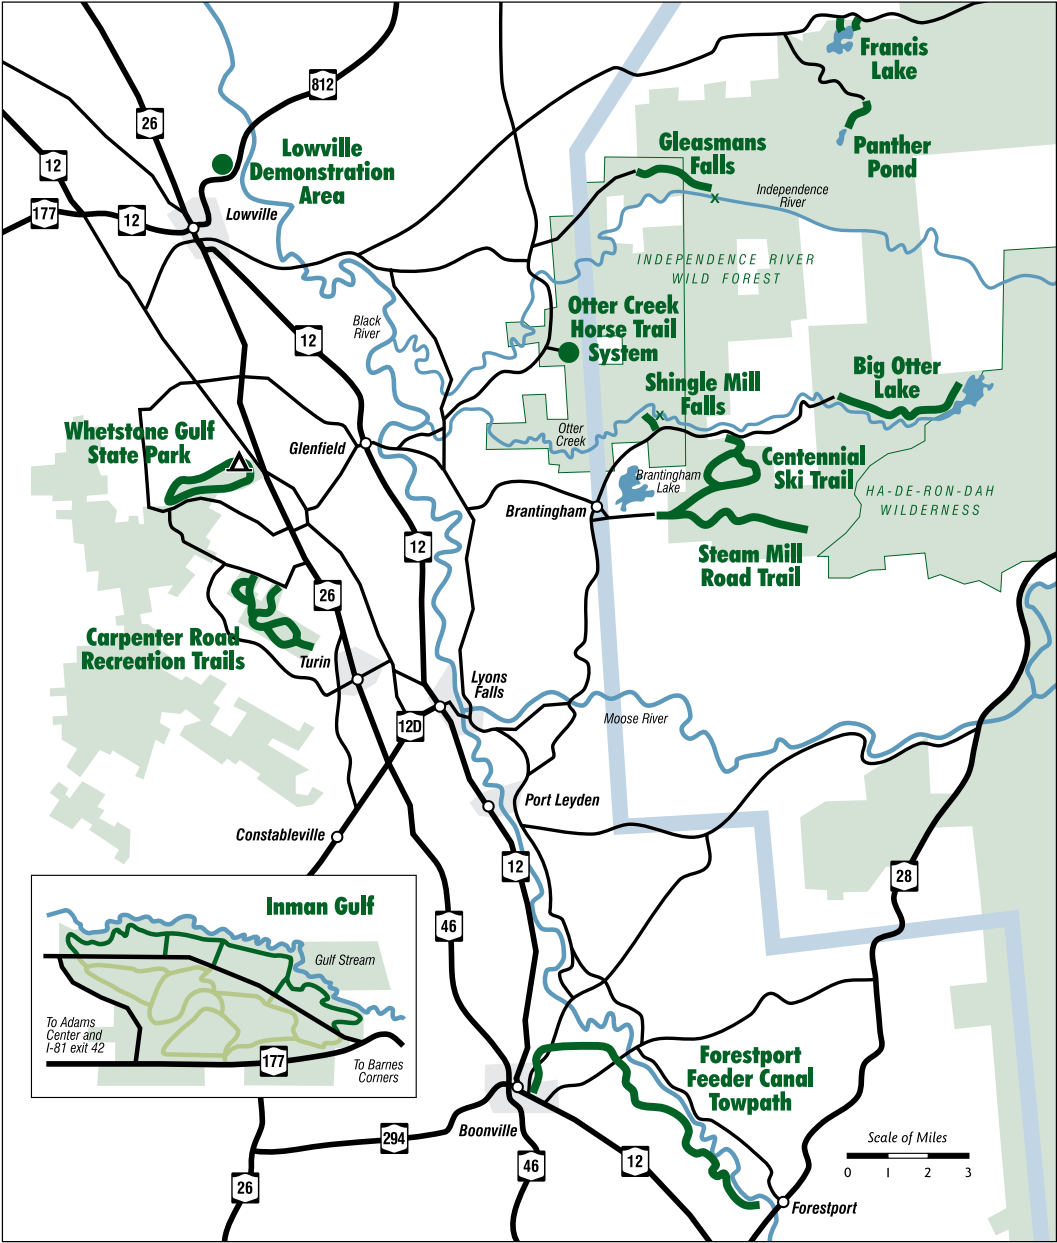 Francis
Lake
812
26
Gleasmans
Falls
Panther
Pond
Lowville
Demonstration
Area
12
177
12
Lowville
Independence
River
INDEPENDENCE RIVER
WILD FOREST
Otter Creek
Horse Trail
System
Black
River
12
Big Otter
Lake
Shingle Mill
Falls
Whetstone Gulf
State Park
Otter
Creek
Glenfield
Centennial
Ski Trail
Brantingham
Lake
HA-DE-RON-DAH
WILDERNESS
Brantingham
12
Steam Mill
Road Trail
26
Carpenter Road
Recreation Trails
Turin
Lyons
Falls
12D
Moose River
Port Leyden
Constableville
12
28
Inman Gulf
46
Gulf Stream
To Adams
Center and
I-81 exit 42
177
To Barnes
Corners
Forestport
Feeder Canal
Towpath
Boonville
294
12
46
26
Scale of Miles
0 1 2 3
Forestport